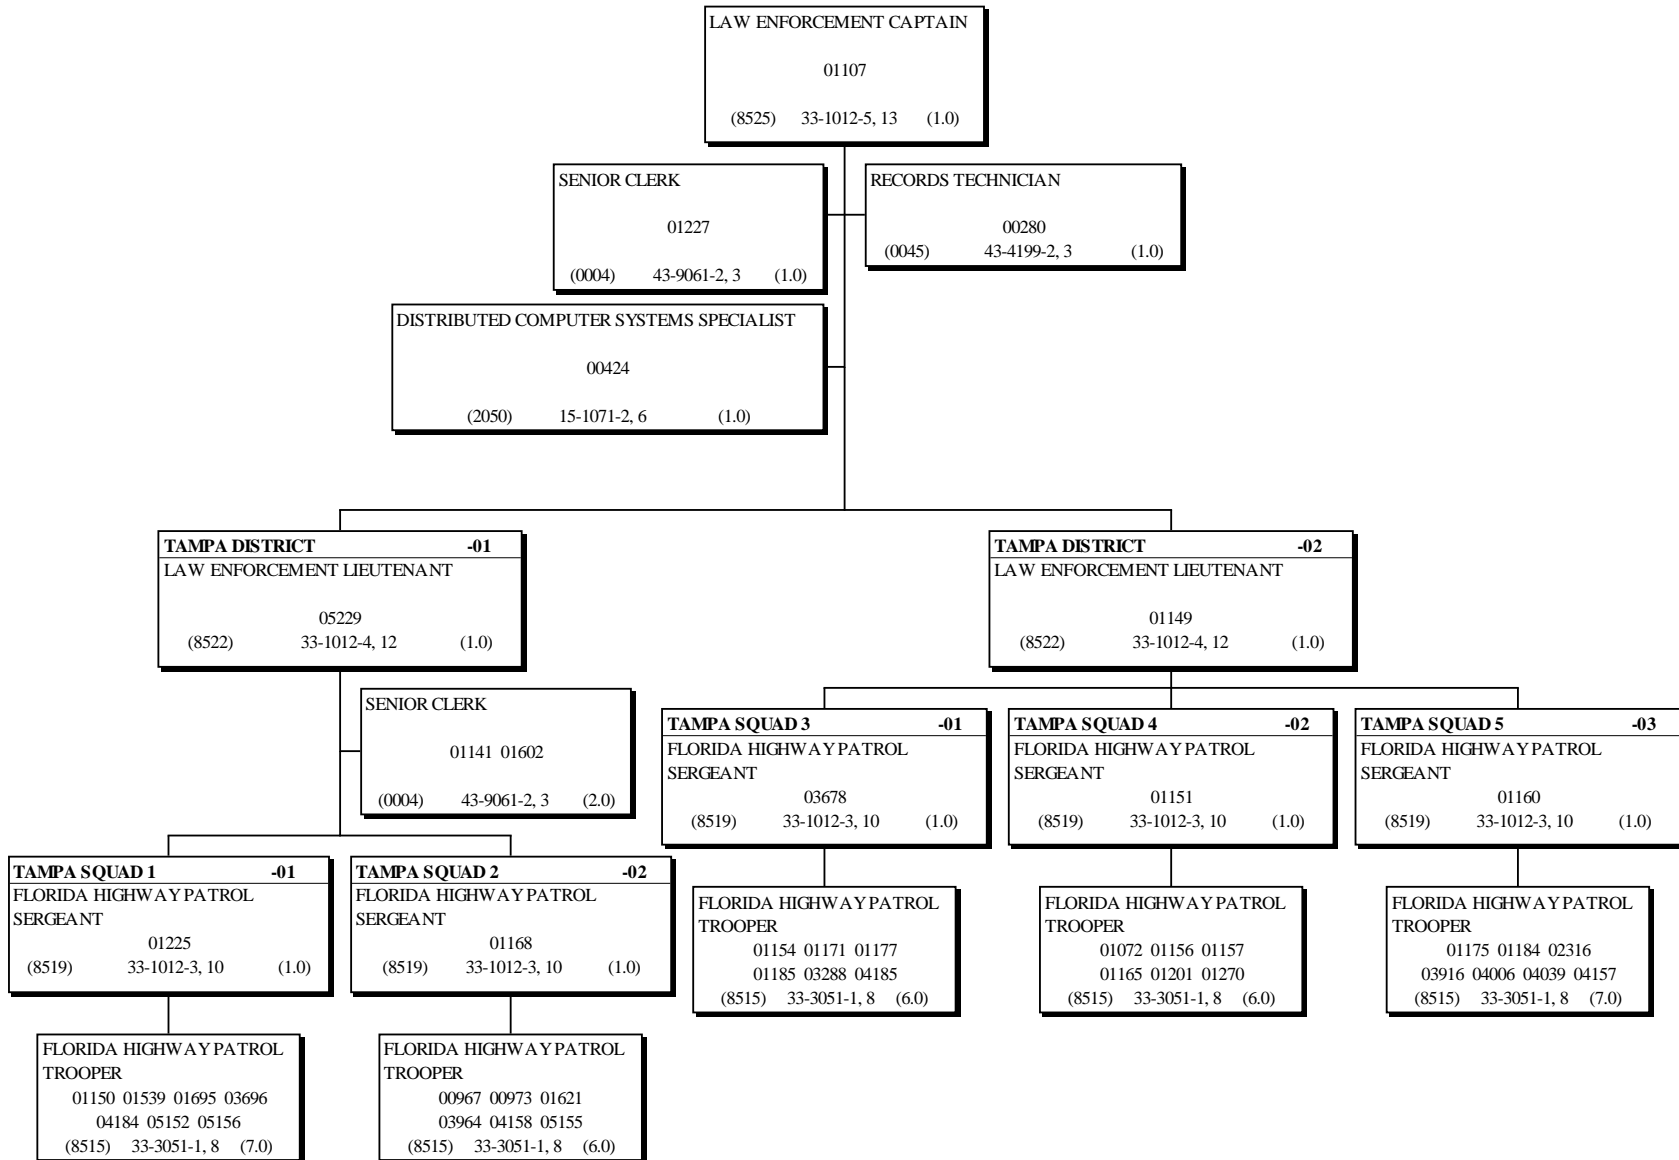 LAW ENFORCEMENT CAPTAIN
01107
(8525) 33-1012-5, 13 (1.0)
SENIOR CLERK
01227
(0004) 43-9061-2, 3 (1.0)
RECORDS TECHNICIAN
00280
(0045) 43-4199-2, 3 (1.0)
DISTRIBUTED COMPUTER SYSTEMS SPECIALIST
00424
(2050) 15-1071-2, 6 (1.0)
TAMPA DISTRICT -01
LAW ENFORCEMENT LIEUTENANT
05229
(8522) 33-1012-4, 12 (1.0)
TAMPA DISTRICT -02
LAW ENFORCEMENT LIEUTENANT
01149
(8522) 33-1012-4, 12 (1.0)
SENIOR CLERK
01141 01602
(0004) 43-9061-2, 3 (2.0)
TAMPA SQUAD 3 -01
FLORIDA HIGHWAY PATROL
SERGEANT
03678
(8519) 33-1012-3, 10 (1.0)
TAMPA SQUAD 4 -02
FLORIDA HIGHWAY PATROL
SERGEANT
01151
(8519) 33-1012-3, 10 (1.0)
TAMPA SQUAD 5 -03
FLORIDA HIGHWAY PATROL
SERGEANT
01160
(8519) 33-1012-3, 10 (1.0)
TAMPA SQUAD 1 -01
FLORIDA HIGHWAY PATROL
SERGEANT
01225
(8519) 33-1012-3, 10 (1.0)
TAMPA SQUAD 2 -02
FLORIDA HIGHWAY PATROL
SERGEANT
01168
(8519) 33-1012-3, 10 (1.0)
FLORIDA HIGHWAY PATROL
TROOPER
01154 01171 01177
01185 03288 04185
(8515) 33-3051-1, 8 (6.0)
FLORIDA HIGHWAY PATROL
TROOPER
01072 01156 01157
01165 01201 01270
(8515) 33-3051-1, 8 (6.0)
FLORIDA HIGHWAY PATROL
TROOPER
01175 01184 02316
03916 04006 04039 04157
(8515) 33-3051-1, 8 (7.0)
FLORIDA HIGHWAY PATROL
TROOPER
01150 01539 01695 03696
04184 05152 05156
(8515) 33-3051-1, 8 (7.0)
FLORIDA HIGHWAY PATROL
TROOPER
00967 00973 01621
03964 04158 05155
(8515) 33-3051-1, 8 (6.0)